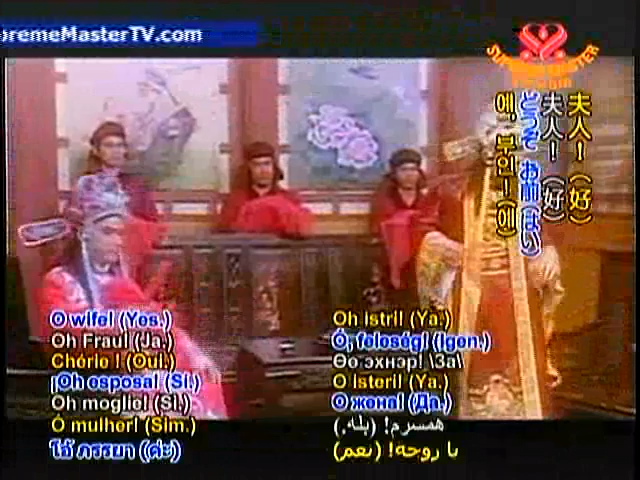 premeMasterTV.com
夫人！（好）
夫人！（好）
どうぞ お前（はい）
예, 부인！（예）
O wife! (Yes.)
Oh Frau! (Ja.)
Chérie ! (Oui.)
¡Oh esposa! (Sí.)
Oh moglie! (Sì.)
Ó mulher! (Sim.)
โอ้ ภรรยา (ค่ะ)
Oh istri! (Ya.)
Ó, feleség! (Igen.)
Өө эхнэр! \За\
O isteri! (Ya.)
О жена! (Да.)
همسرم! (بله.)
يا زوجه! (نعم)